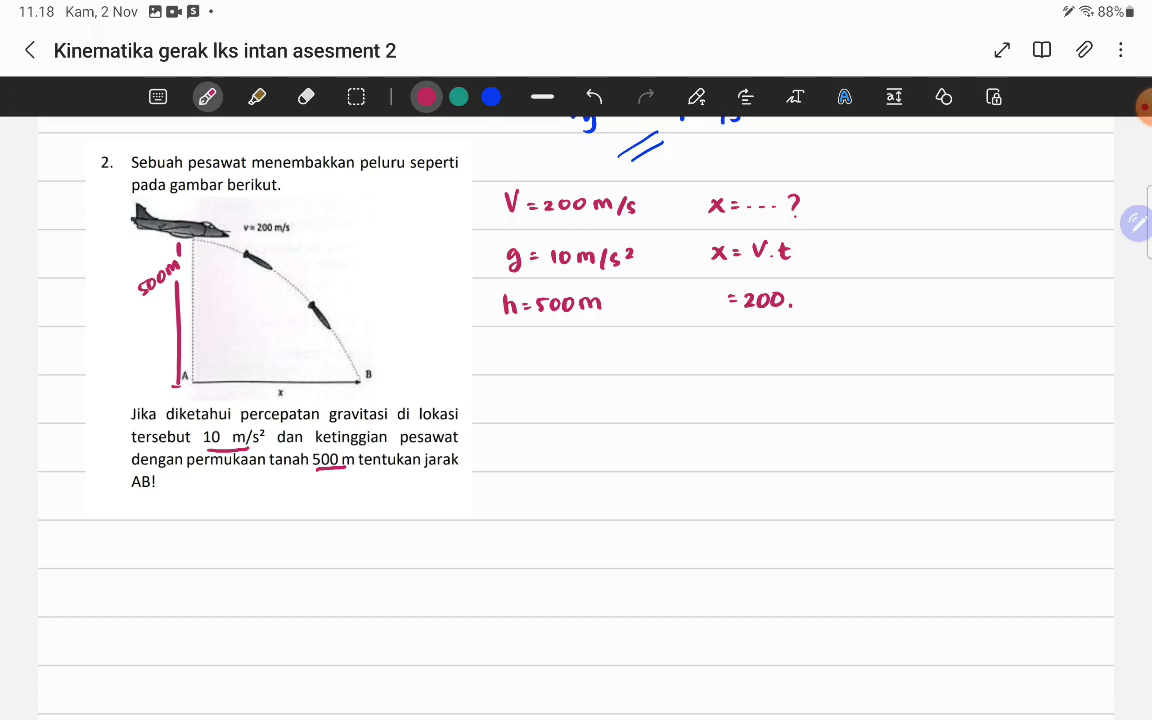 11.18 Kam, 2 Nov
88%
Kinematika gerak lks intan asesment 2
2. Sebuah pesawat menembakkan peluru seperti
pada gambar berikut.
v = 200 m/s
500m
A
B
x
Jika diketahui percepatan gravitasi di lokasi
tersebut 10 m/s² dan ketinggian pesawat
dengan permukaan tanah 500 m tentukan jarak
AB!
V = 200 m/s
g = 10 m/s²
h = 500 m
x = ---- ?
x = V.t
= 200.